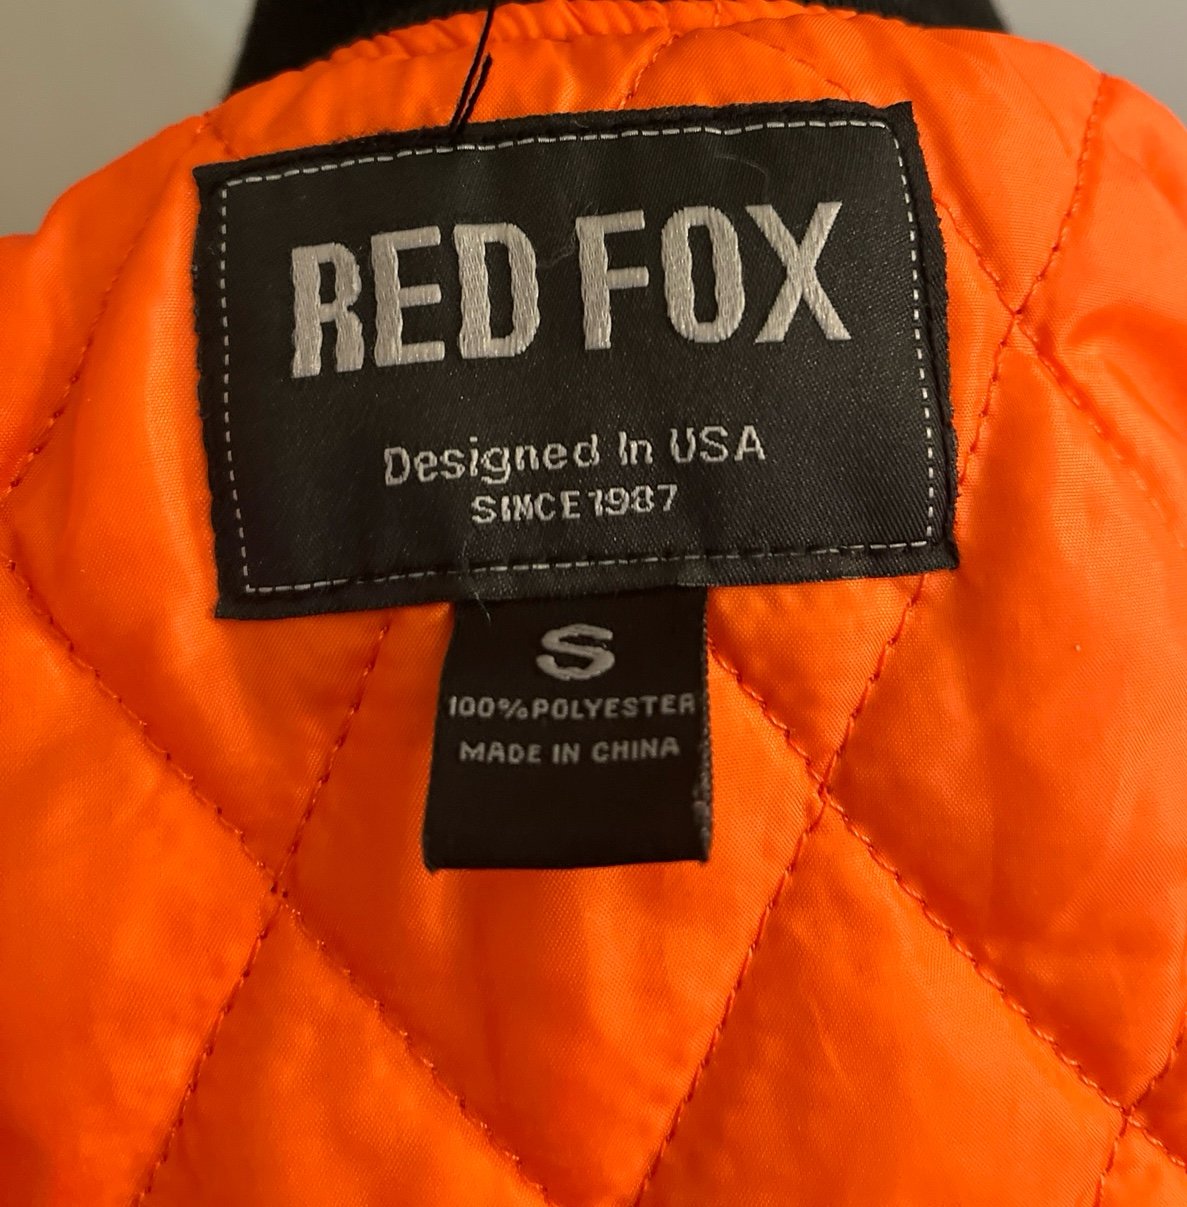 RED FOX
Designed In USA
SINCE 1987
S
100%POLYESTER
MADE IN CHINA